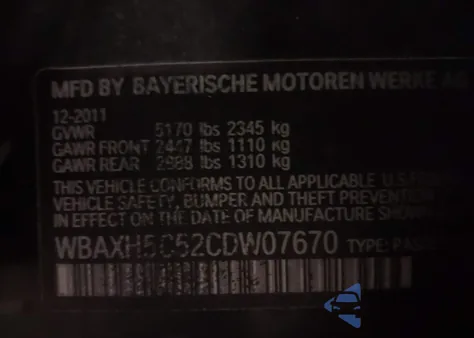 MFD BY BAYERISCHE MOTOREN WERKE AG
12-2011
GVWR 5170 lbs 2345 kg
GAWR FRONT 2447 lbs 1110 kg
GAWR REAR 2988 lbs 1310 kg
THIS VEHICLE CONFORMS TO ALL APPLICABLE U.S.
VEHICLE SAFETY, BUMPER AND THEFT PREVENTION
IN EFFECT ON THE DATE OF MANUFACTURE SHOWN
WBAXH5C52CDW07670 TYPE: